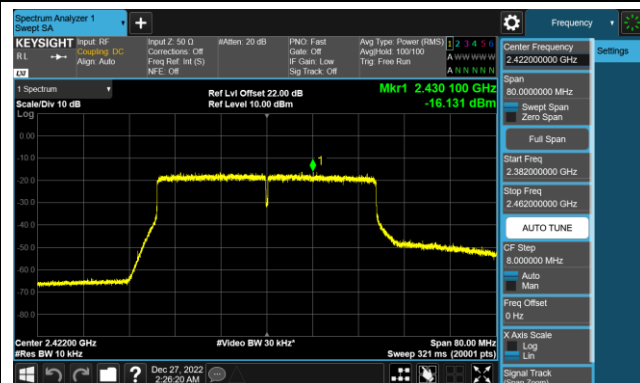 Spectrum Analyzer 1
Swept SA
Frequency
KEYSIGHT
RL
LXI
Input: RF
Coupling: DC
Align: Auto
Input Z: 50 Ω
Corrections: Off
Freq Ref: Int (S)
NFE: Off
#Atten: 20 dB
PNO: Fast
Gate: Off
IF Gain: Low
Sig Track: Off
Avg Type: Power (RMS)
Avg|Hold: 100/100
Trig: Free Run
1 2 3 4 5 6
A W W W W W
A N N N N N
1 Spectrum
Scale/Div 10 dB
Log
Ref Lvl Offset 22.00 dB
Ref Level 10.00 dBm
Mkr1 2.430 100 GHz
-16.131 dBm
0.00
-10.0
-20.0
-30.0
-40.0
-50.0
-60.0
-70.0
-80.0
1
Center 2.42200 GHz
#Res BW 10 kHz
#Video BW 30 kHz*
Span 80.00 MHz
Sweep 321 ms (20001 pts)
Dec 27, 2022
2:26:20 AM
Center Frequency
2.422000000 GHz
Span
80.0000000 MHz
Swept Span
Zero Span
Full Span
Start Freq
2.382000000 GHz
Stop Freq
2.462000000 GHz
AUTO TUNE
CF Step
8.000000 MHz
Auto
Man
Freq Offset
0 Hz
X Axis Scale
Log
Lin
Signal Track
(Span Zoom)
Settings